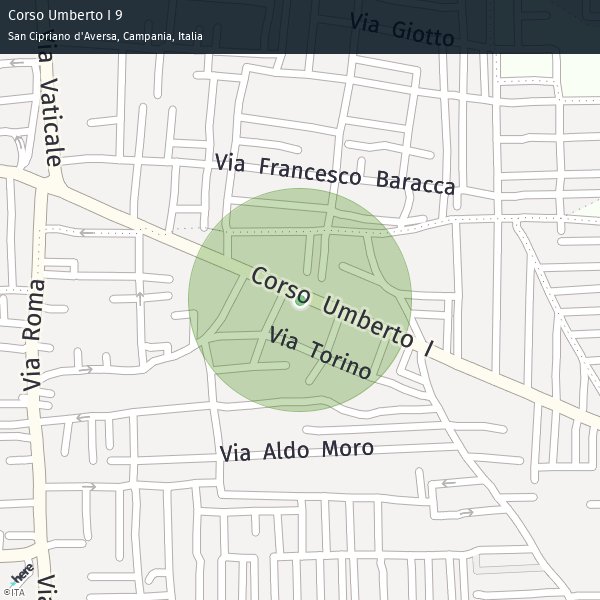 Corso Umberto I 9
San Cipriano d'Aversa, Campania, Italia
Via Giotto
Via Vaticale
Via Francesco Baracca
Corso Umberto I
Via Roma
Via Torino
Via Aldo Moro
Via
here
©ITA